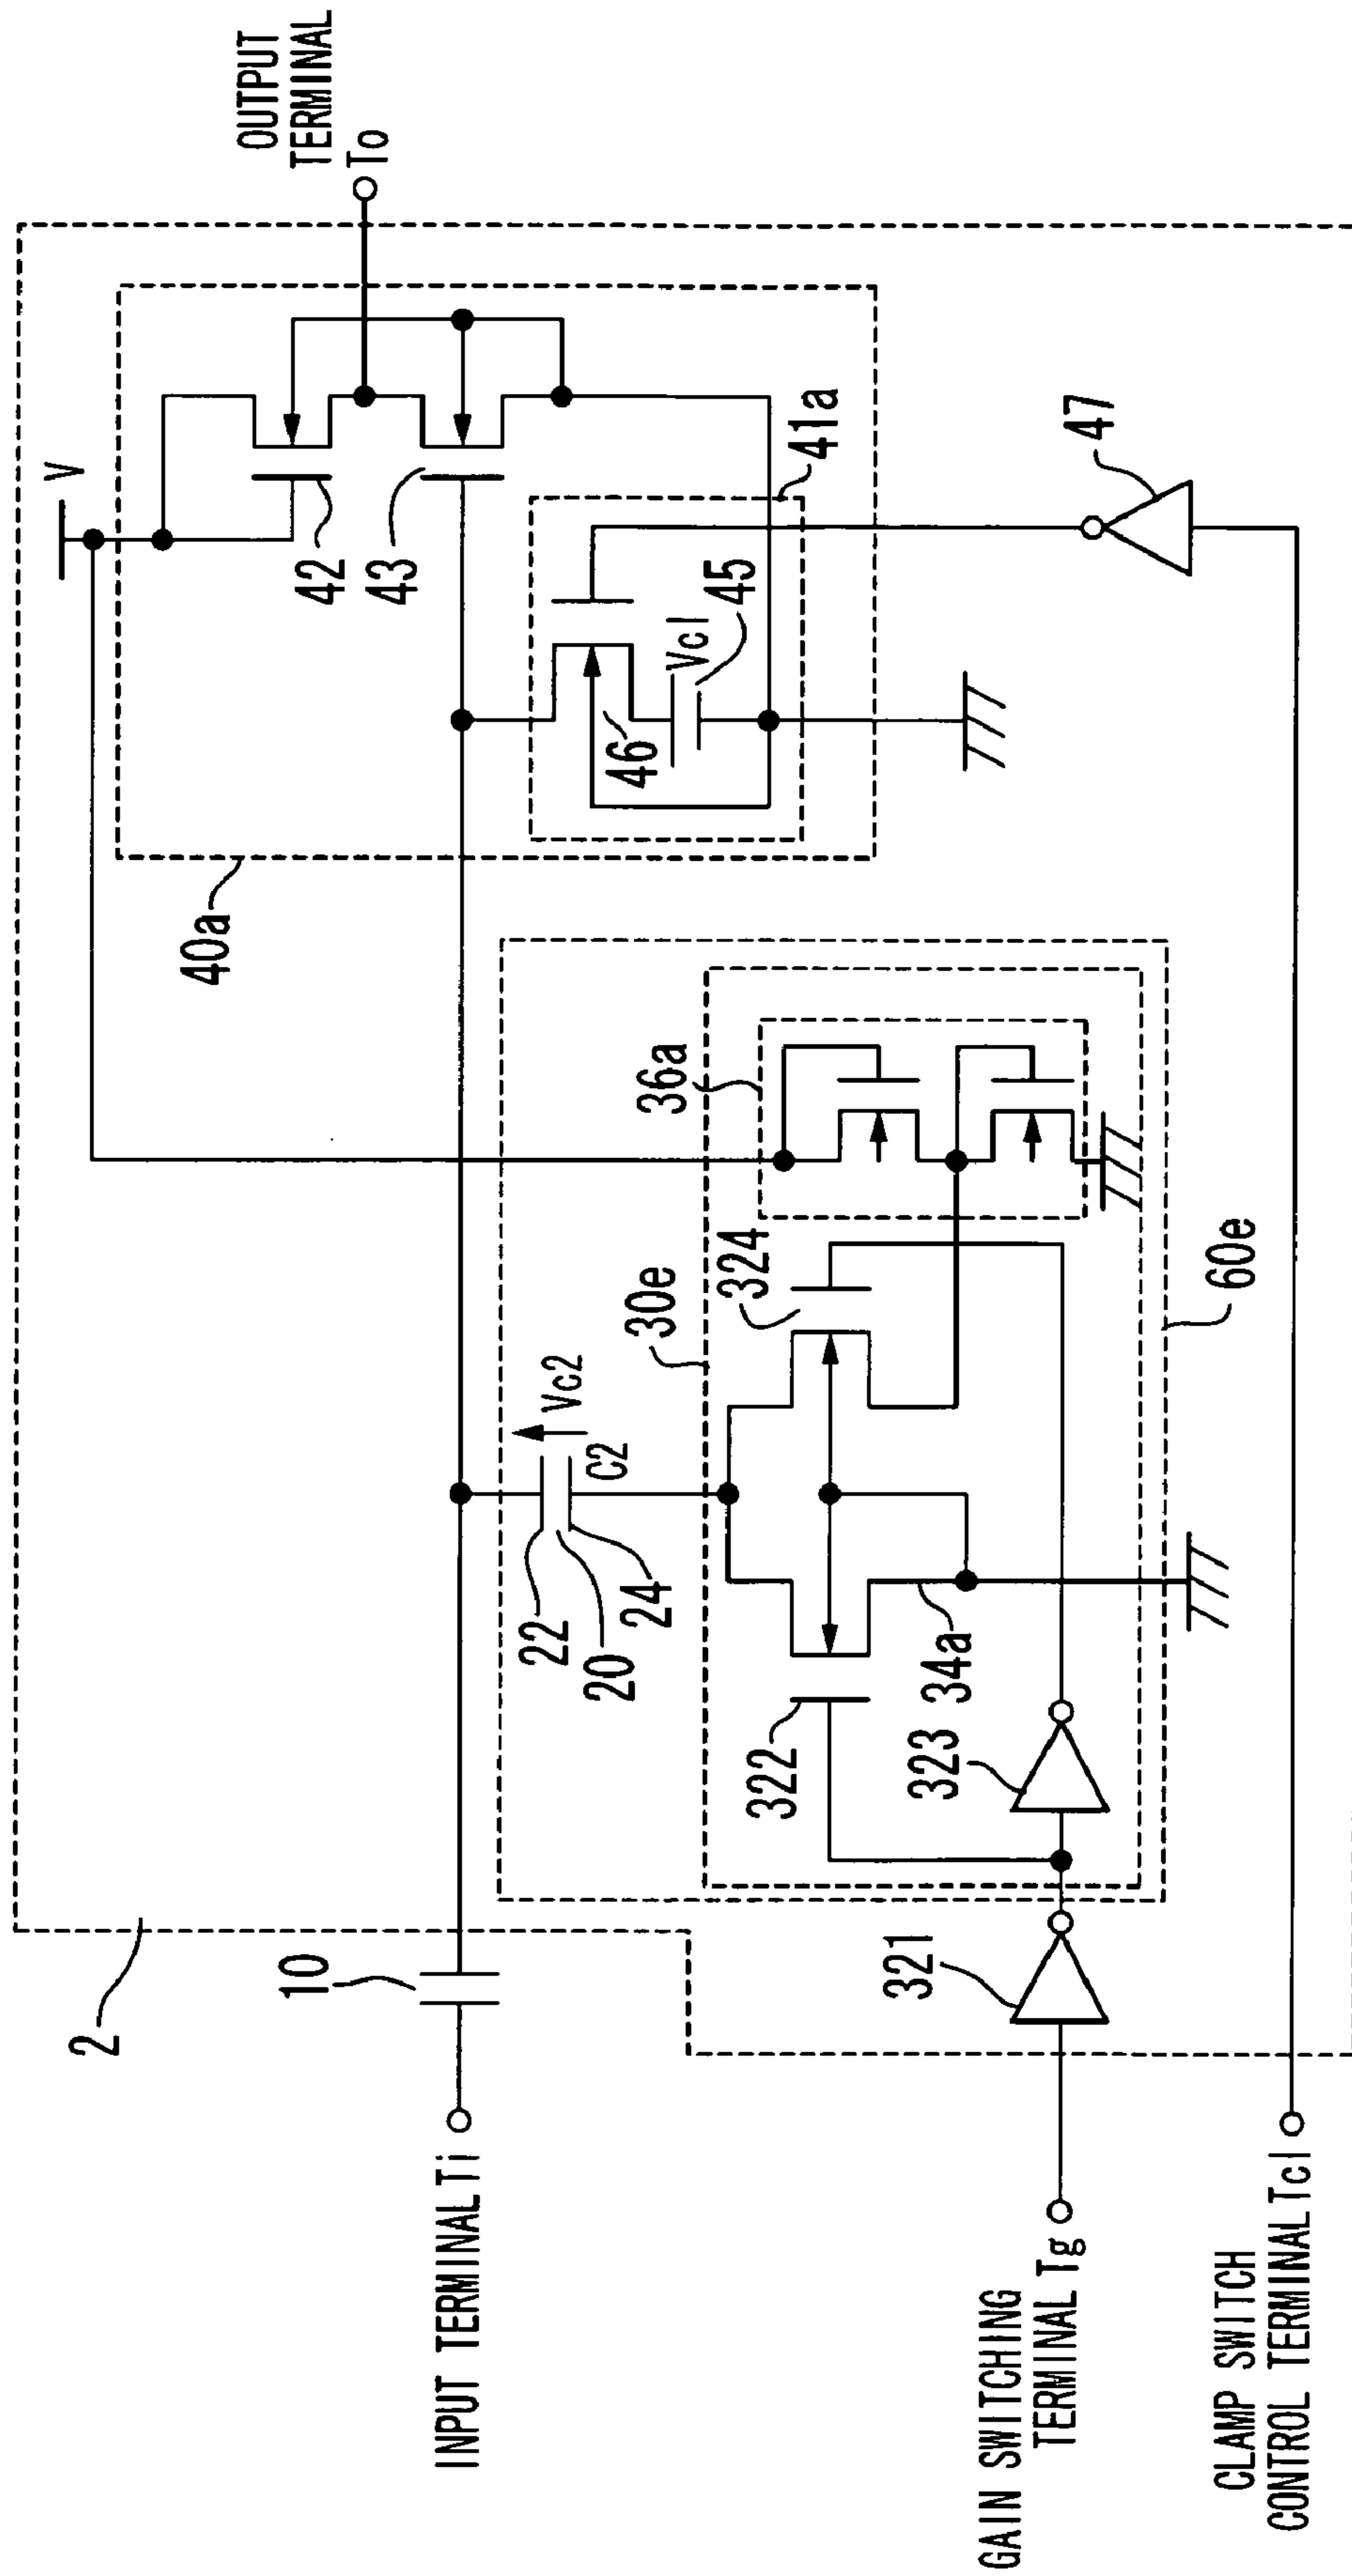 2
INPUT TERMINAL Ti
10
GAIN SWITCHING
TERMINAL Tg
CLAMP SWITCH
CONTROL TERMINAL Tcl
321
322
323
34a
22
20
24
C2
Vc2
30e
324
36a
60e
40a
V
42
43
46
Vcl
45
41a
47
OUTPUT
TERMINAL
To